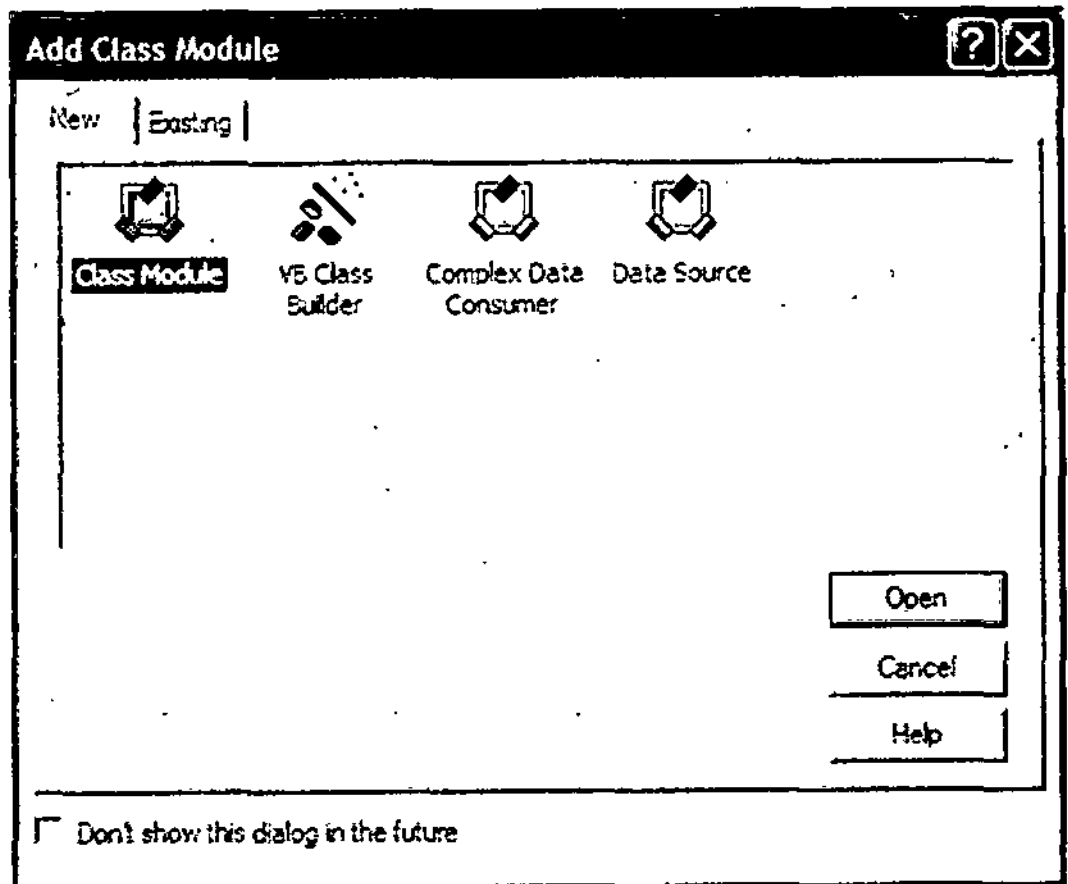 Add Class Module
New Existing
Class Module
VB Class
Builder
Complex Data
Consumer
Data Source
Open
Cancel
Help
Don't show this dialog in the future